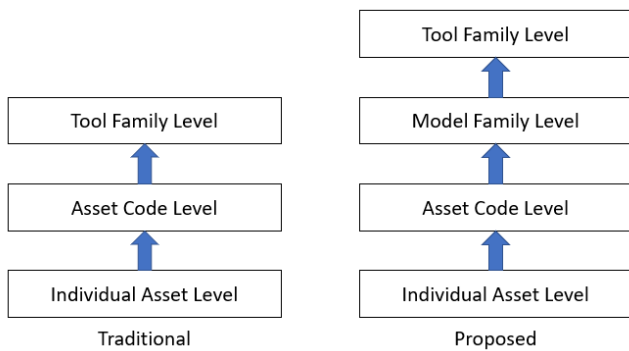 Tool Family Level
Asset Code Level
Individual Asset Level
Traditional
Tool Family Level
Model Family Level
Asset Code Level
Individual Asset Level
Proposed